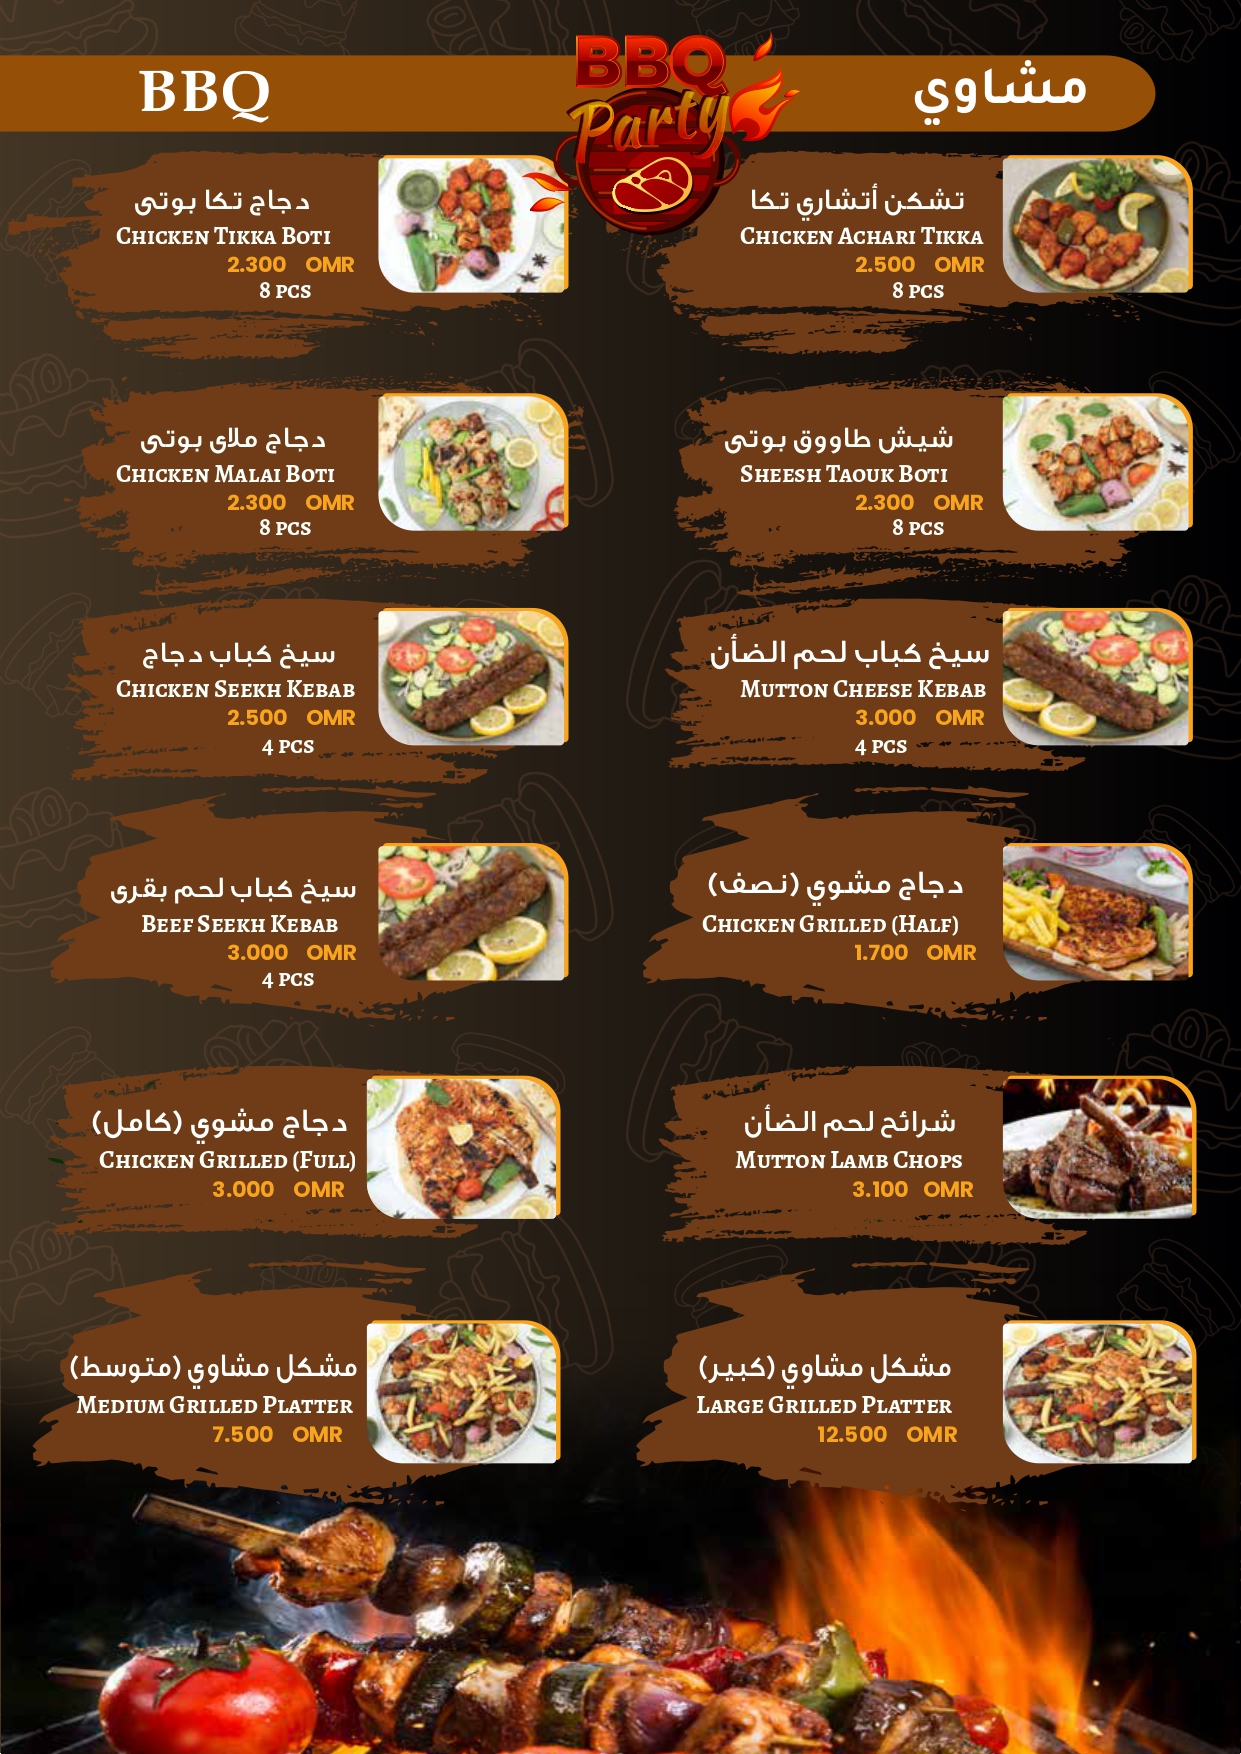 BBQ
BBQ
Party
مشاوي
دجاج تكا بوتى
CHICKEN TIKKA BOTI
2.300 OMR
8 PCS
تشكن أتشاري تكا
CHICKEN ACHARI TIKKA
2.500 OMR
8 PCS
دجاج ملاى بوتى
CHICKEN MALAI BOTI
2.300 OMR
8 PCS
شيش طاووق بوتى
SHEESH TAOUK BOTI
2.300 OMR
8 PCS
سيخ كباب دجاج
CHICKEN SEEKH KEBAB
2.500 OMR
4 PCS
سيخ كباب لحم الضأن
MUTTON CHEESE KEBAB
3.000 OMR
4 PCS
سيخ كباب لحم بقرى
BEEF SEEKH KEBAB
3.000 OMR
4 PCS
دجاج مشوي (نصف)
CHICKEN GRILLED (HALF)
1.700 OMR
دجاج مشوي (كامل)
CHICKEN GRILLED (FULL)
3.000 OMR
شرائح لحم الضأن
MUTTON LAMB CHOPS
3.100 OMR
مشكل مشاوي (متوسط)
MEDIUM GRILLED PLATTER
7.500 OMR
مشكل مشاوي (كبير)
LARGE GRILLED PLATTER
12.500 OMR